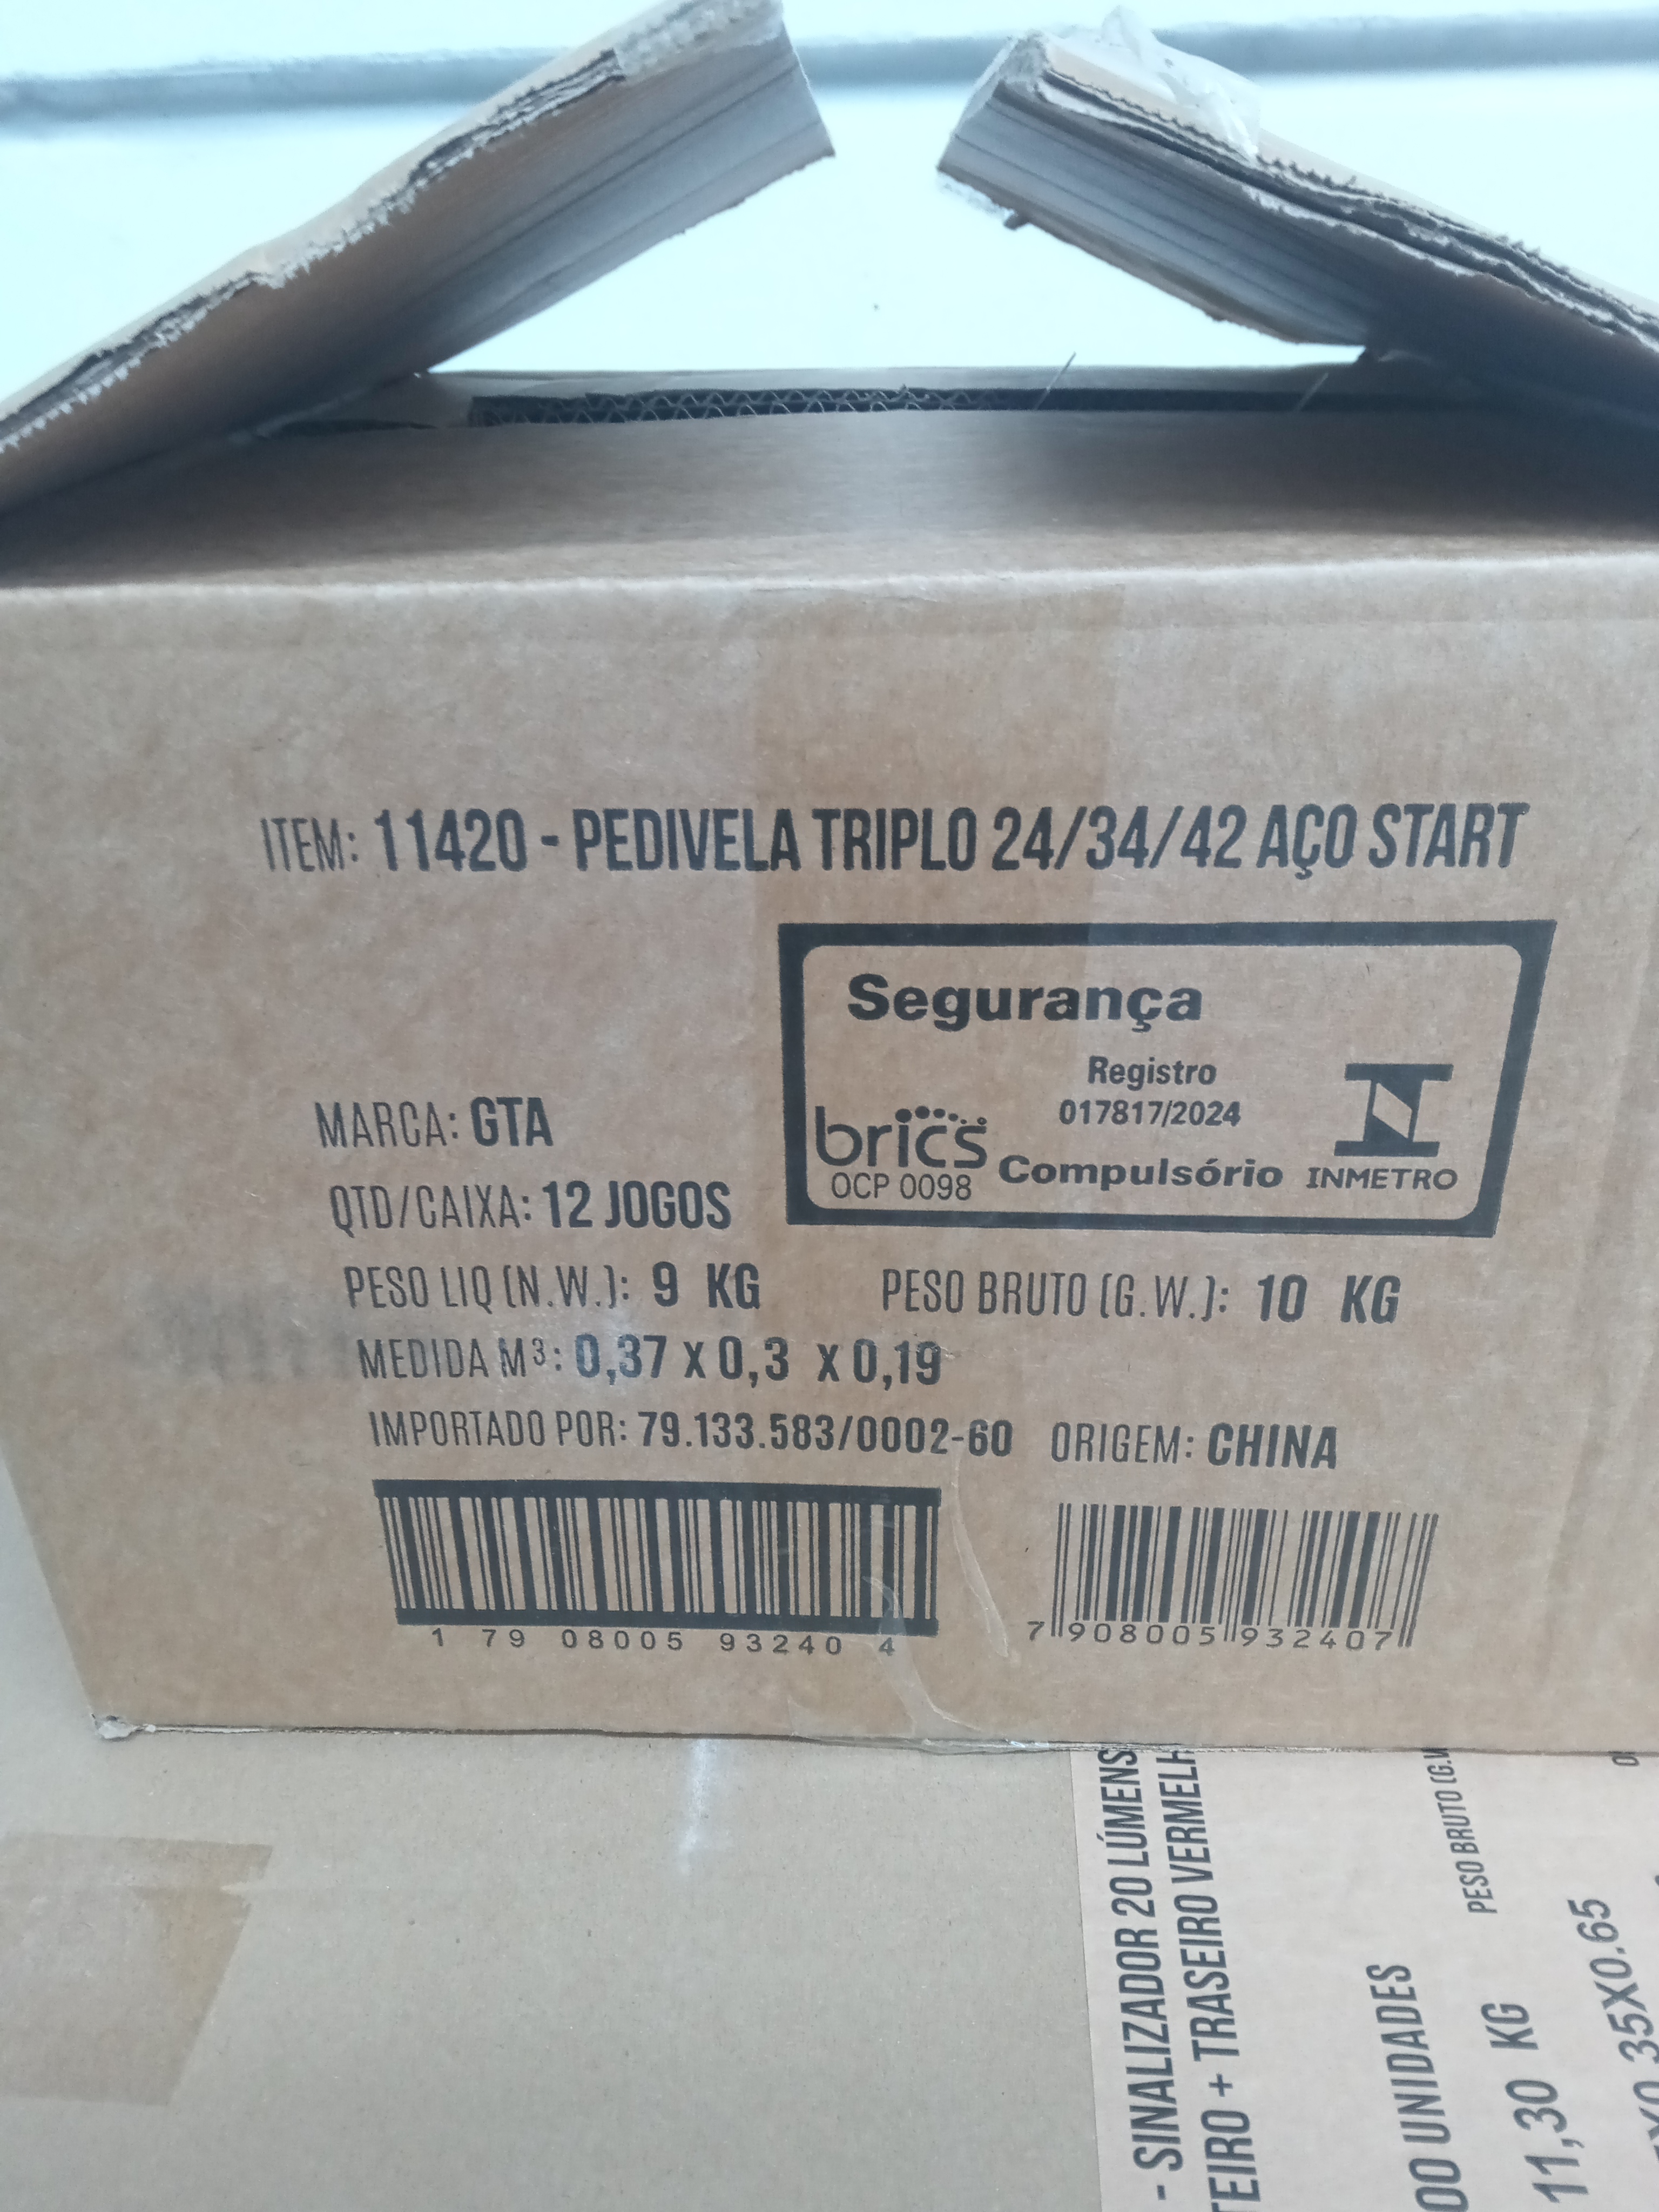 ITEM: 11420 - PEDIVELA TRIPLO 24/34/42 AÇO START
Segurança
Registro
017817/2024
brics
OCP 0098
Compulsório
INMETRO
MARCA: GTA
QTD/CAIXA: 12 JOGOS
PESO LIQ (N.W.): 9 KG PESO BRUTO (G.W.): 10 KG
MEDIDA M³: 0,37 X 0,3 X 0,19
IMPORTADO POR: 79.133.583/0002-60 ORIGEM: CHINA
1 79 08005 93240 4
7 908005 932407
- SINALIZADOR 20 LÚMENS
TEIRO + TRASEIRO VERMELH
00 UNIDADES
11,30 KG PESO BRUTO (G.W
35X0.65